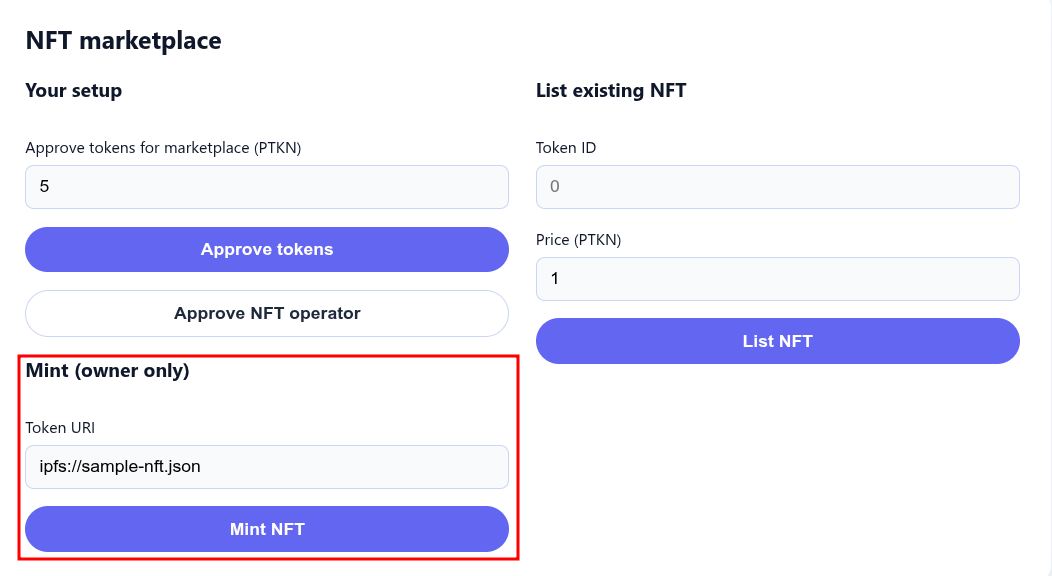 NFT marketplace
Your setup
Approve tokens for marketplace (PTKN)
5
Approve tokens
Approve NFT operator
Mint (owner only)
Token URI
ipfs://sample-nft.json
Mint NFT
List existing NFT
Token ID
0
Price (PTKN)
1
List NFT